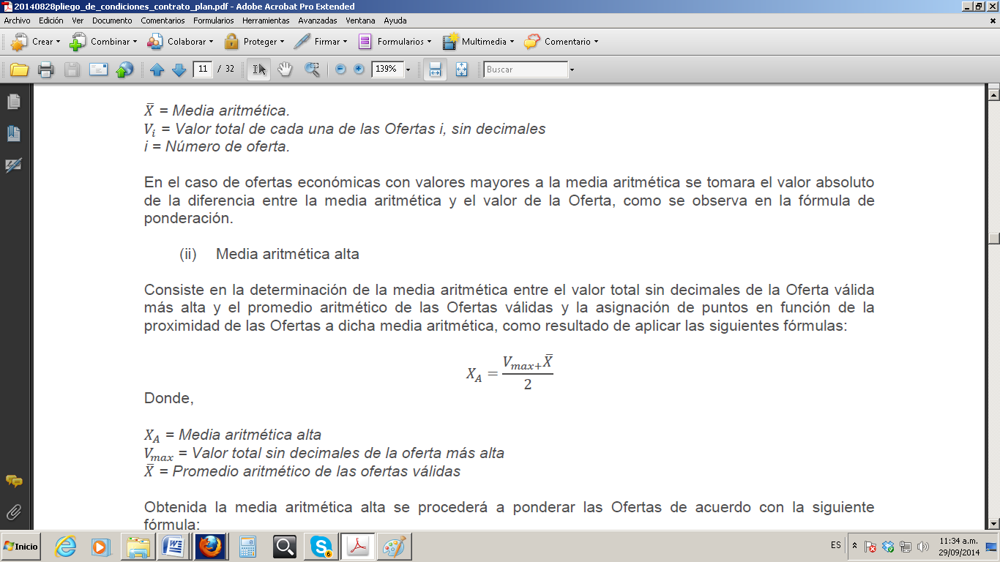 20140828pliego_de_condiciones_contrato_plan.pdf - Adobe Acrobat Pro Extended
Archivo Edición Ver Documento Comentarios Formularios Herramientas Avanzadas Ventana Ayuda
Crear Combinar Colaborar Proteger Firmar Formularios Multimedia Comentario
11 / 32 139% Buscar
X̄ = Media aritmética.
Vᵢ = Valor total de cada una de las Ofertas i, sin decimales
i = Número de oferta.
En el caso de ofertas económicas con valores mayores a la media aritmética se tomara el valor absoluto
de la diferencia entre la media aritmética y el valor de la Oferta, como se observa en la fórmula de
ponderación.
(ii) Media aritmética alta
Consiste en la determinación de la media aritmética entre el valor total sin decimales de la Oferta válida
más alta y el promedio aritmético de las Ofertas válidas y la asignación de puntos en función de la
proximidad de las Ofertas a dicha media aritmética, como resultado de aplicar las siguientes fórmulas:
X_A = (V_max+ X̄) / 2
Donde,
X_A = Media aritmética alta
V_max = Valor total sin decimales de la oferta más alta
X̄ = Promedio aritmético de las ofertas válidas
Obtenida la media aritmética alta se procederá a ponderar las Ofertas de acuerdo con la siguiente
fórmula:
Inicio 6 ES 11:34 a.m.
29/09/2014